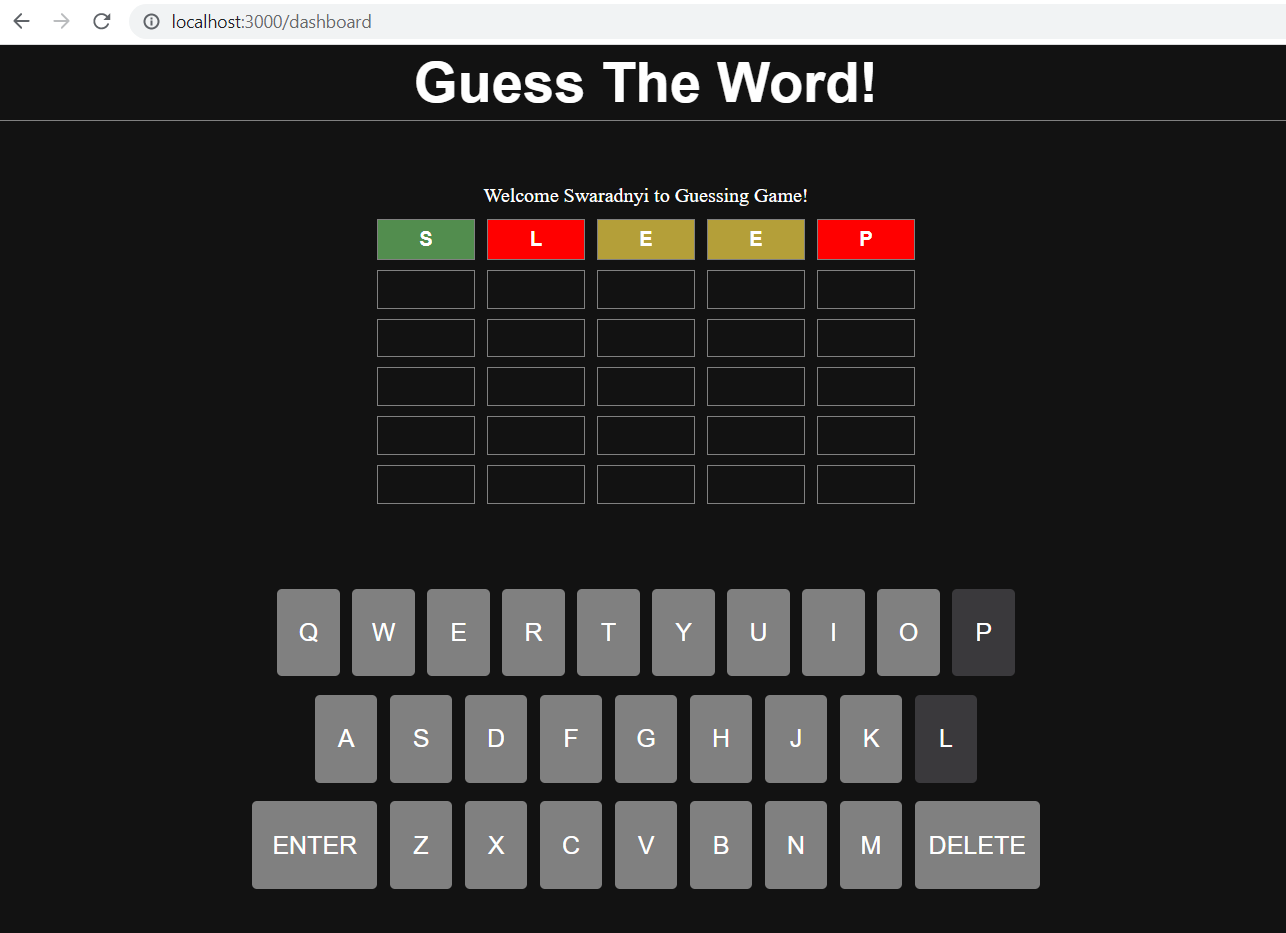 localhost:3000/dashboard
Guess The Word!
Welcome Swaradnyi to Guessing Game!
S L E E P
Q W E R T Y U I O P
A S D F G H J K L
ENTER Z X C V B N M DELETE